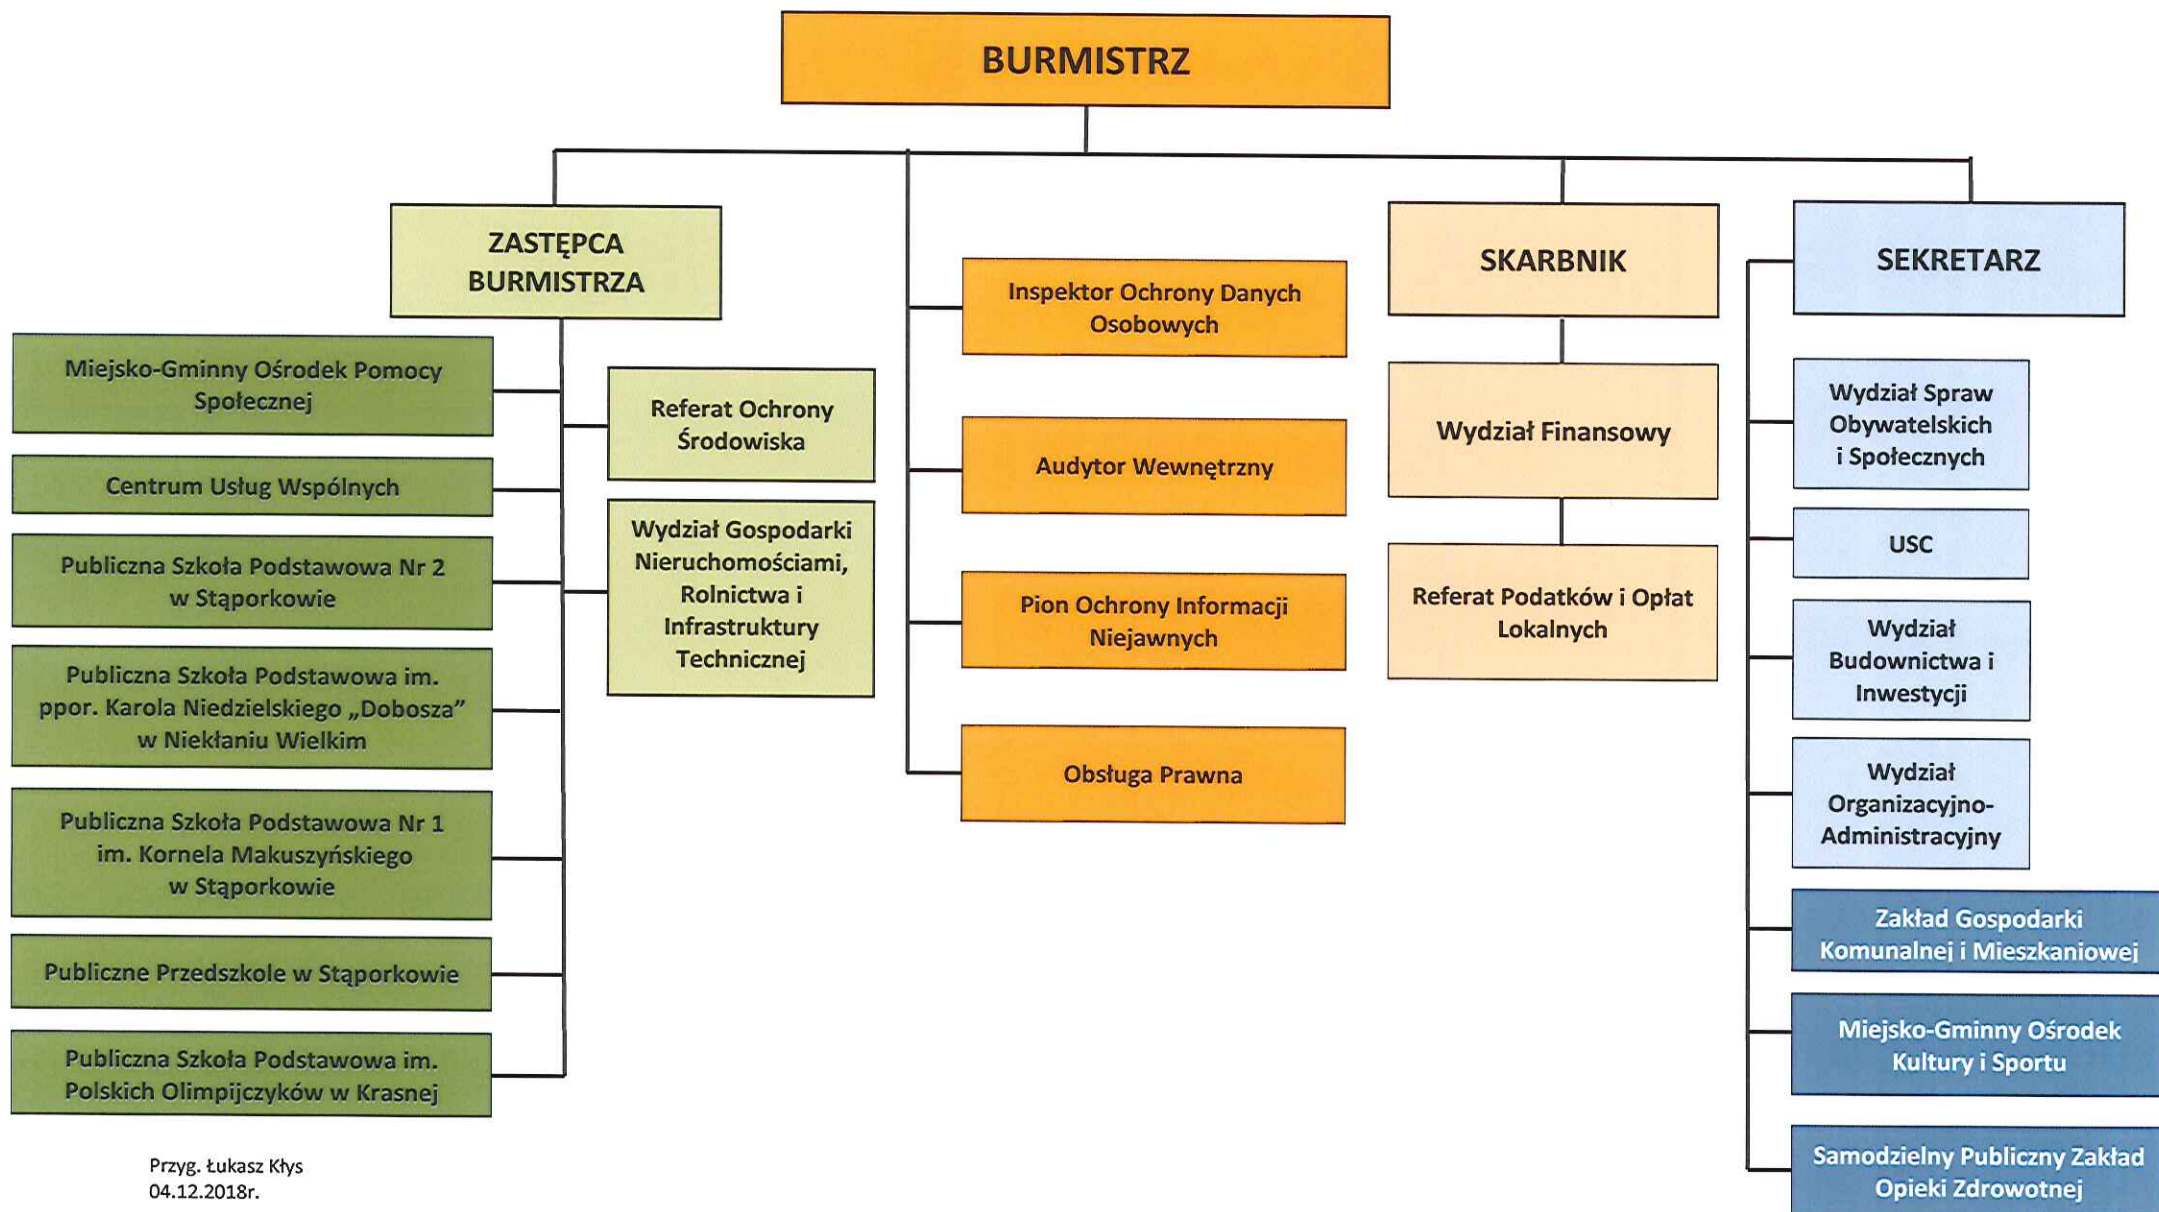 BURMISTRZ
ZASTĘPCA
BURMISTRZA
Miejsko-Gminny Ośrodek Pomocy
Społecznej
Centrum Usług Wspólnych
Publiczna Szkoła Podstawowa Nr 2
w Stąporkowie
Publiczna Szkoła Podstawowa im.
ppor. Karola Niedzielskiego „Dobosza”
w Niekłaniu Wielkim
Publiczna Szkoła Podstawowa Nr 1
im. Kornela Makuszyńskiego
w Stąporkowie
Publiczne Przedszkole w Stąporkowie
Publiczna Szkoła Podstawowa im.
Polskich Olimpijczyków w Krasnej
Referat Ochrony
Środowiska
Wydział Gospodarki
Nieruchomościami,
Rolnictwa i
Infrastruktury
Technicznej
Inspektor Ochrony Danych
Osobowych
Audytor Wewnętrzny
Pion Ochrony Informacji
Niejawnych
Obsługa Prawna
SKARBNIK
Wydział Finansowy
Referat Podatków i Opłat
Lokalnych
SEKRETARZ
Wydział Spraw
Obywatelskich
i Społecznych
USC
Wydział
Budownictwa i
Inwestycji
Wydział
Organizacyjno-
Administracyjny
Zakład Gospodarki
Komunalnej i Mieszkaniowej
Miejsko-Gminny Ośrodek
Kultury i Sportu
Samodzielny Publiczny Zakład
Opieki Zdrowotnej
Przyg. Łukasz Kłys
04.12.2018r.